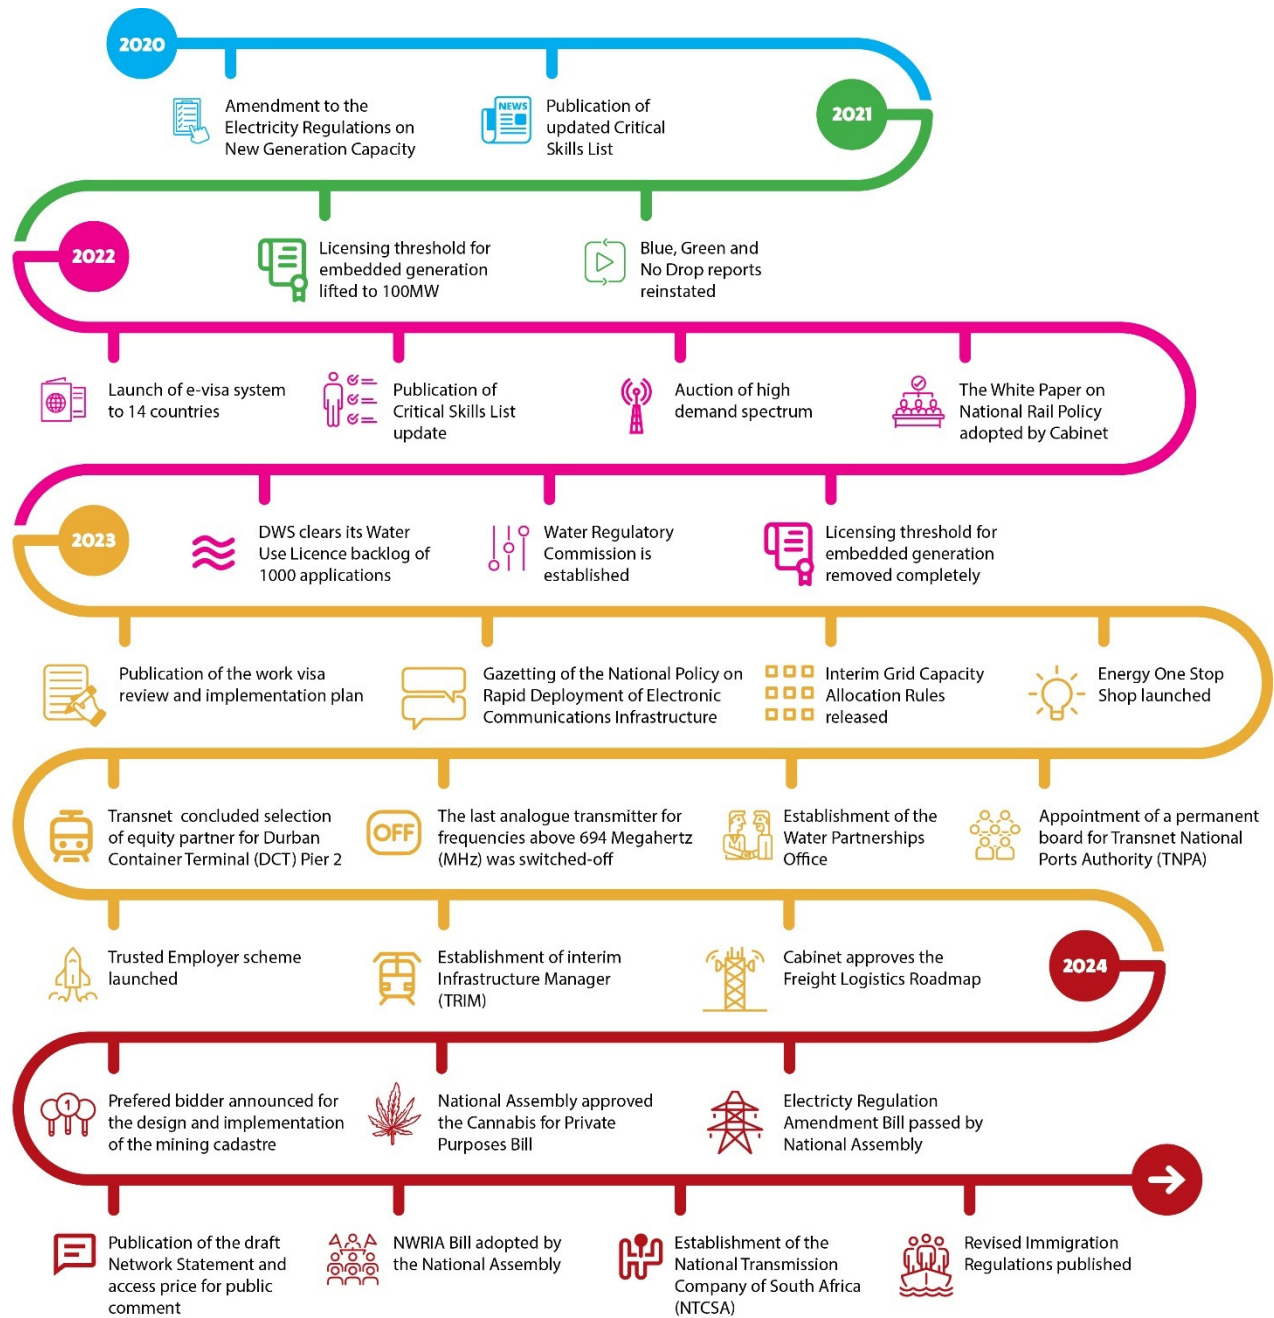 2020
Amendment to the
Electricity Regulations on
New Generation Capacity
NEWS
Publication of
updated Critical
Skills List
2021
Licensing threshold for
embedded generation
lifted to 100MW
Blue, Green and
No Drop reports
reinstated
2022
Launch of e-visa system
to 14 countries
Publication of
Critical Skills List
update
Auction of high
demand spectrum
The White Paper on
National Rail Policy
adopted by Cabinet
DWS clears its Water
Use Licence backlog of
1000 applications
Water Regulatory
Commission is
established
Licensing threshold for
embedded generation
removed completely
2023
Publication of the work visa
review and implementation plan
Gazetting of the National Policy on
Rapid Deployment of Electronic
Communications Infrastructure
Interim Grid Capacity
Allocation Rules
released
Energy One Stop
Shop launched
Transnet concluded selection
of equity partner for Durban
Container Terminal (DCT) Pier 2
OFF
The last analogue transmitter for
frequencies above 694 Megahertz
(MHz) was switched-off
Establishment of the
Water Partnerships
Office
Appointment of a permanent
board for Transnet National
Ports Authority (TNPA)
Trusted Employer scheme
launched
Establishment of interim
Infrastructure Manager
(TRIM)
Cabinet approves the
Freight Logistics Roadmap
2024
1
Prefered bidder announced for
the design and implementation
of the mining cadastre
National Assembly approved
the Cannabis for Private
Purposes Bill
Electricty Regulation
Amendment Bill passed by
National Assembly
Publication of the draft
Network Statement and
access price for public
comment
NWRIA Bill adopted by
the National Assembly
Establishment of the
National Transmission
Company of South Africa
(NTCSA)
Revised Immigration
Regulations published